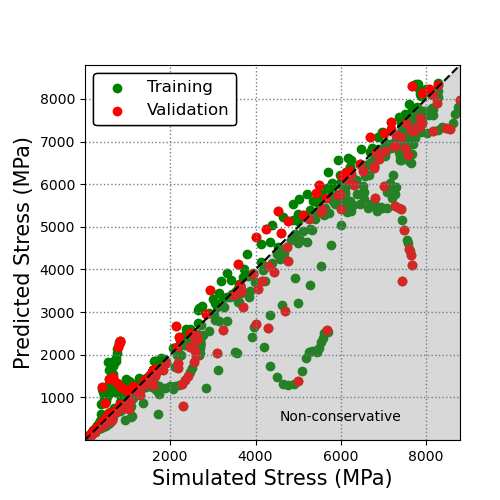 Training
Validation
8000
7000
6000
5000
4000
3000
2000
1000
Predicted Stress (MPa)
Non-conservative
2000
4000
6000
8000
Simulated Stress (MPa)